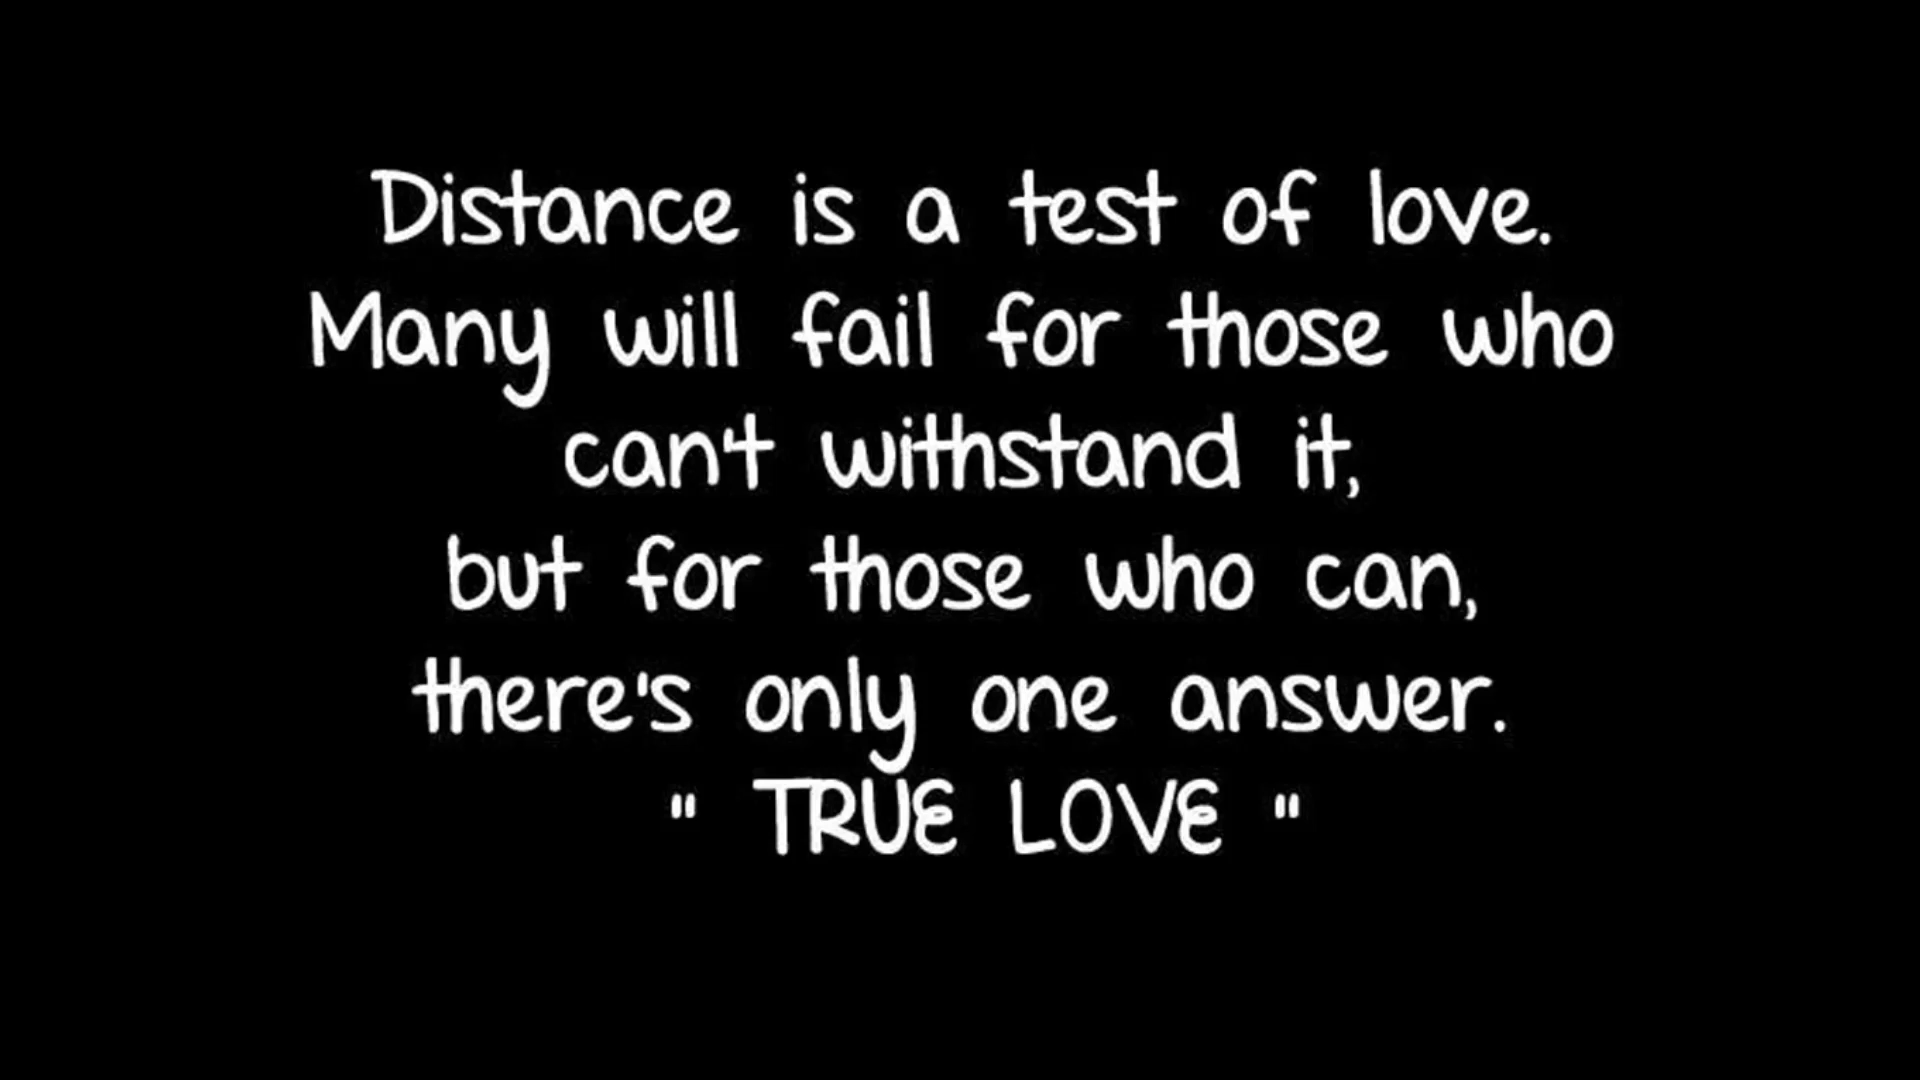 Distance is a test of love.
Many will fail for those who
can't withstand it,
but for those who can,
there's only one answer.
" TRUE LOVE "